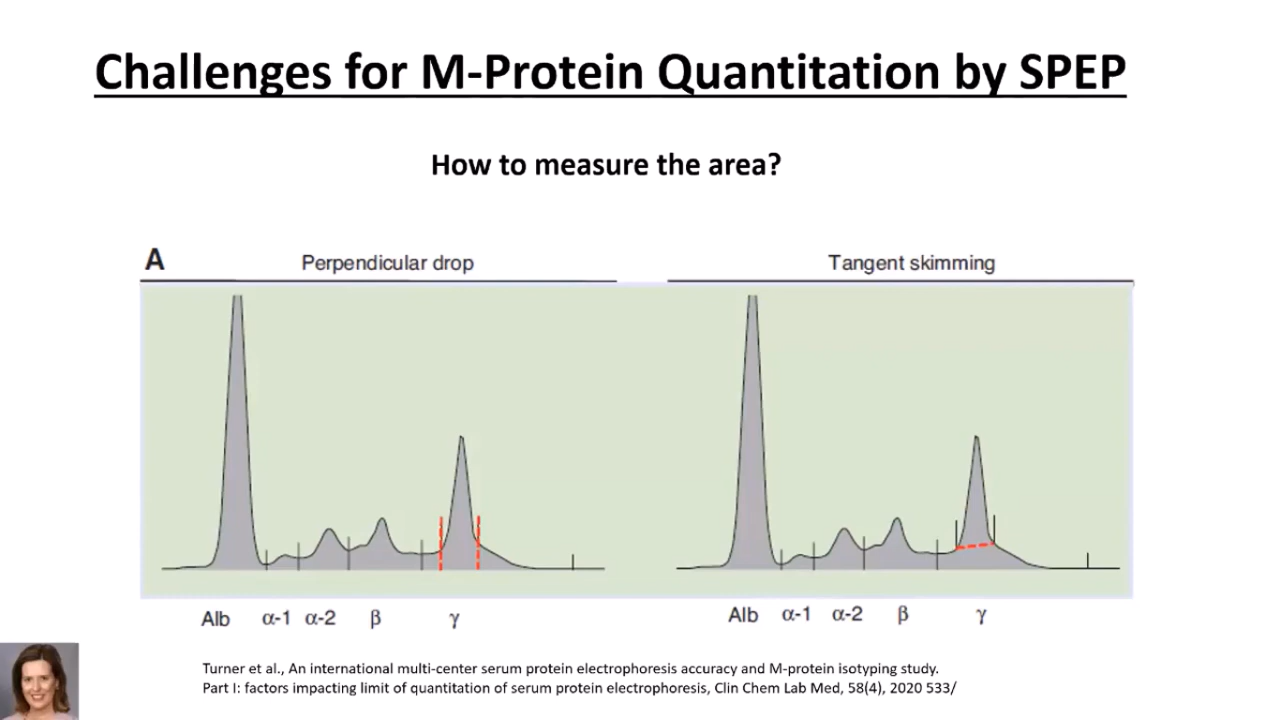 Challenges for M-Protein Quantitation by SPEP
How to measure the area?
A
Perpendicular drop
Tangent skimming
Alb α-1 α-2 β γ
Alb α-1 α-2 β γ
Turner et al., An international multi-center serum protein electrophoresis accuracy and M-protein isotyping study.
Part I: factors impacting limit of quantitation of serum protein electrophoresis, Clin Chem Lab Med, 58(4), 2020 533/